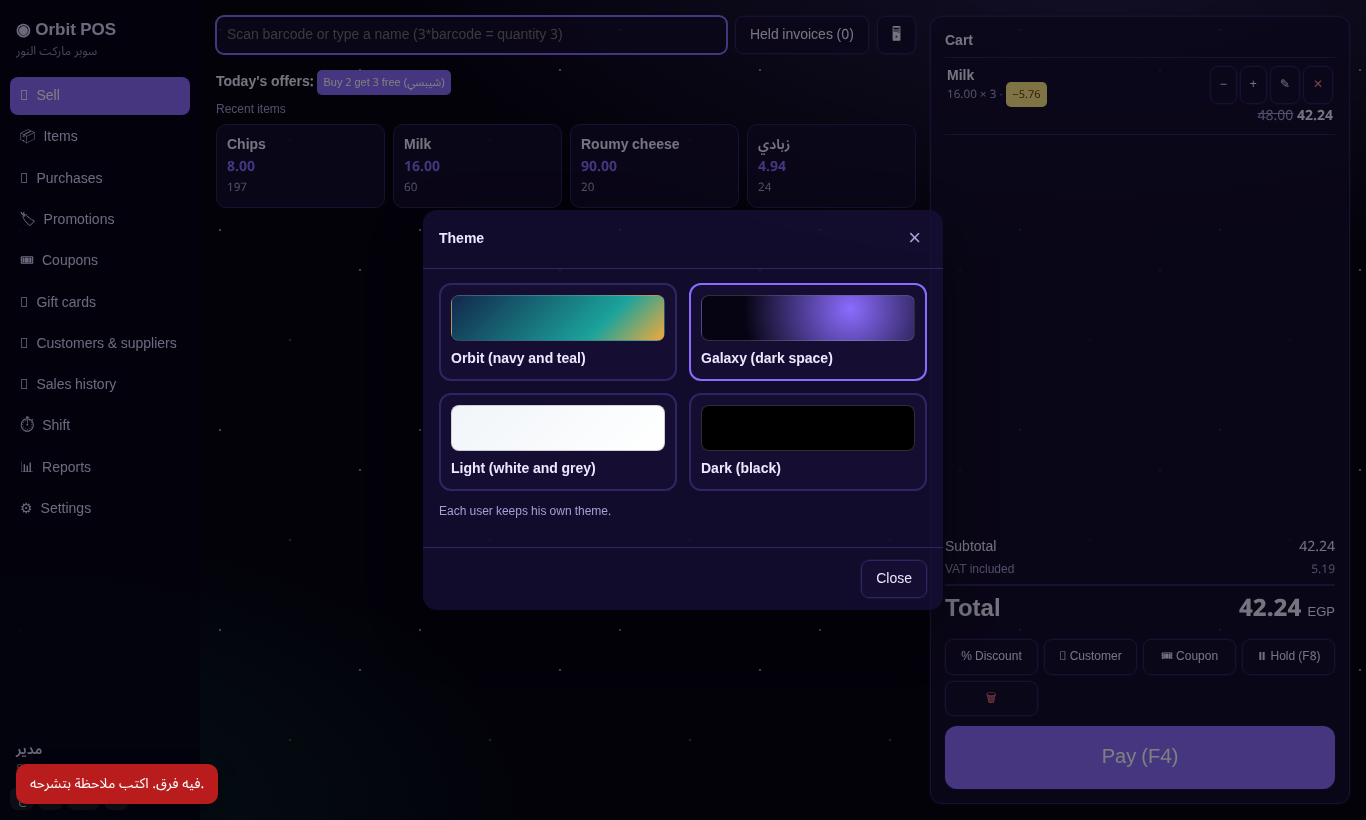 Orbit POS
سوبر ماركت النور
Sell
Items
Purchases
Promotions
Coupons
Gift cards
Customers & suppliers
Sales history
Shift
Reports
Settings
مدير
فيه فرق. اكتب ملاحظة بتشرحه.
Scan barcode or type a name (3*barcode = quantity 3)
Held invoices (0)
Today's offers: Buy 2 get 3 free (شيبسي)
Recent items
Chips
8.00
197
Milk
16.00
60
Roumy cheese
90.00
20
زبادي
4.94
24
Theme ×
Orbit (navy and teal)
Galaxy (dark space)
Light (white and grey)
Dark (black)
Each user keeps his own theme.
Close
Cart
Milk
16.00 × 3 - −5.76
− + ✎ ✕
48.00 42.24
Subtotal 42.24
VAT included 5.19
Total 42.24 EGP
% Discount
Customer
Coupon
Hold (F8)
Pay (F4)